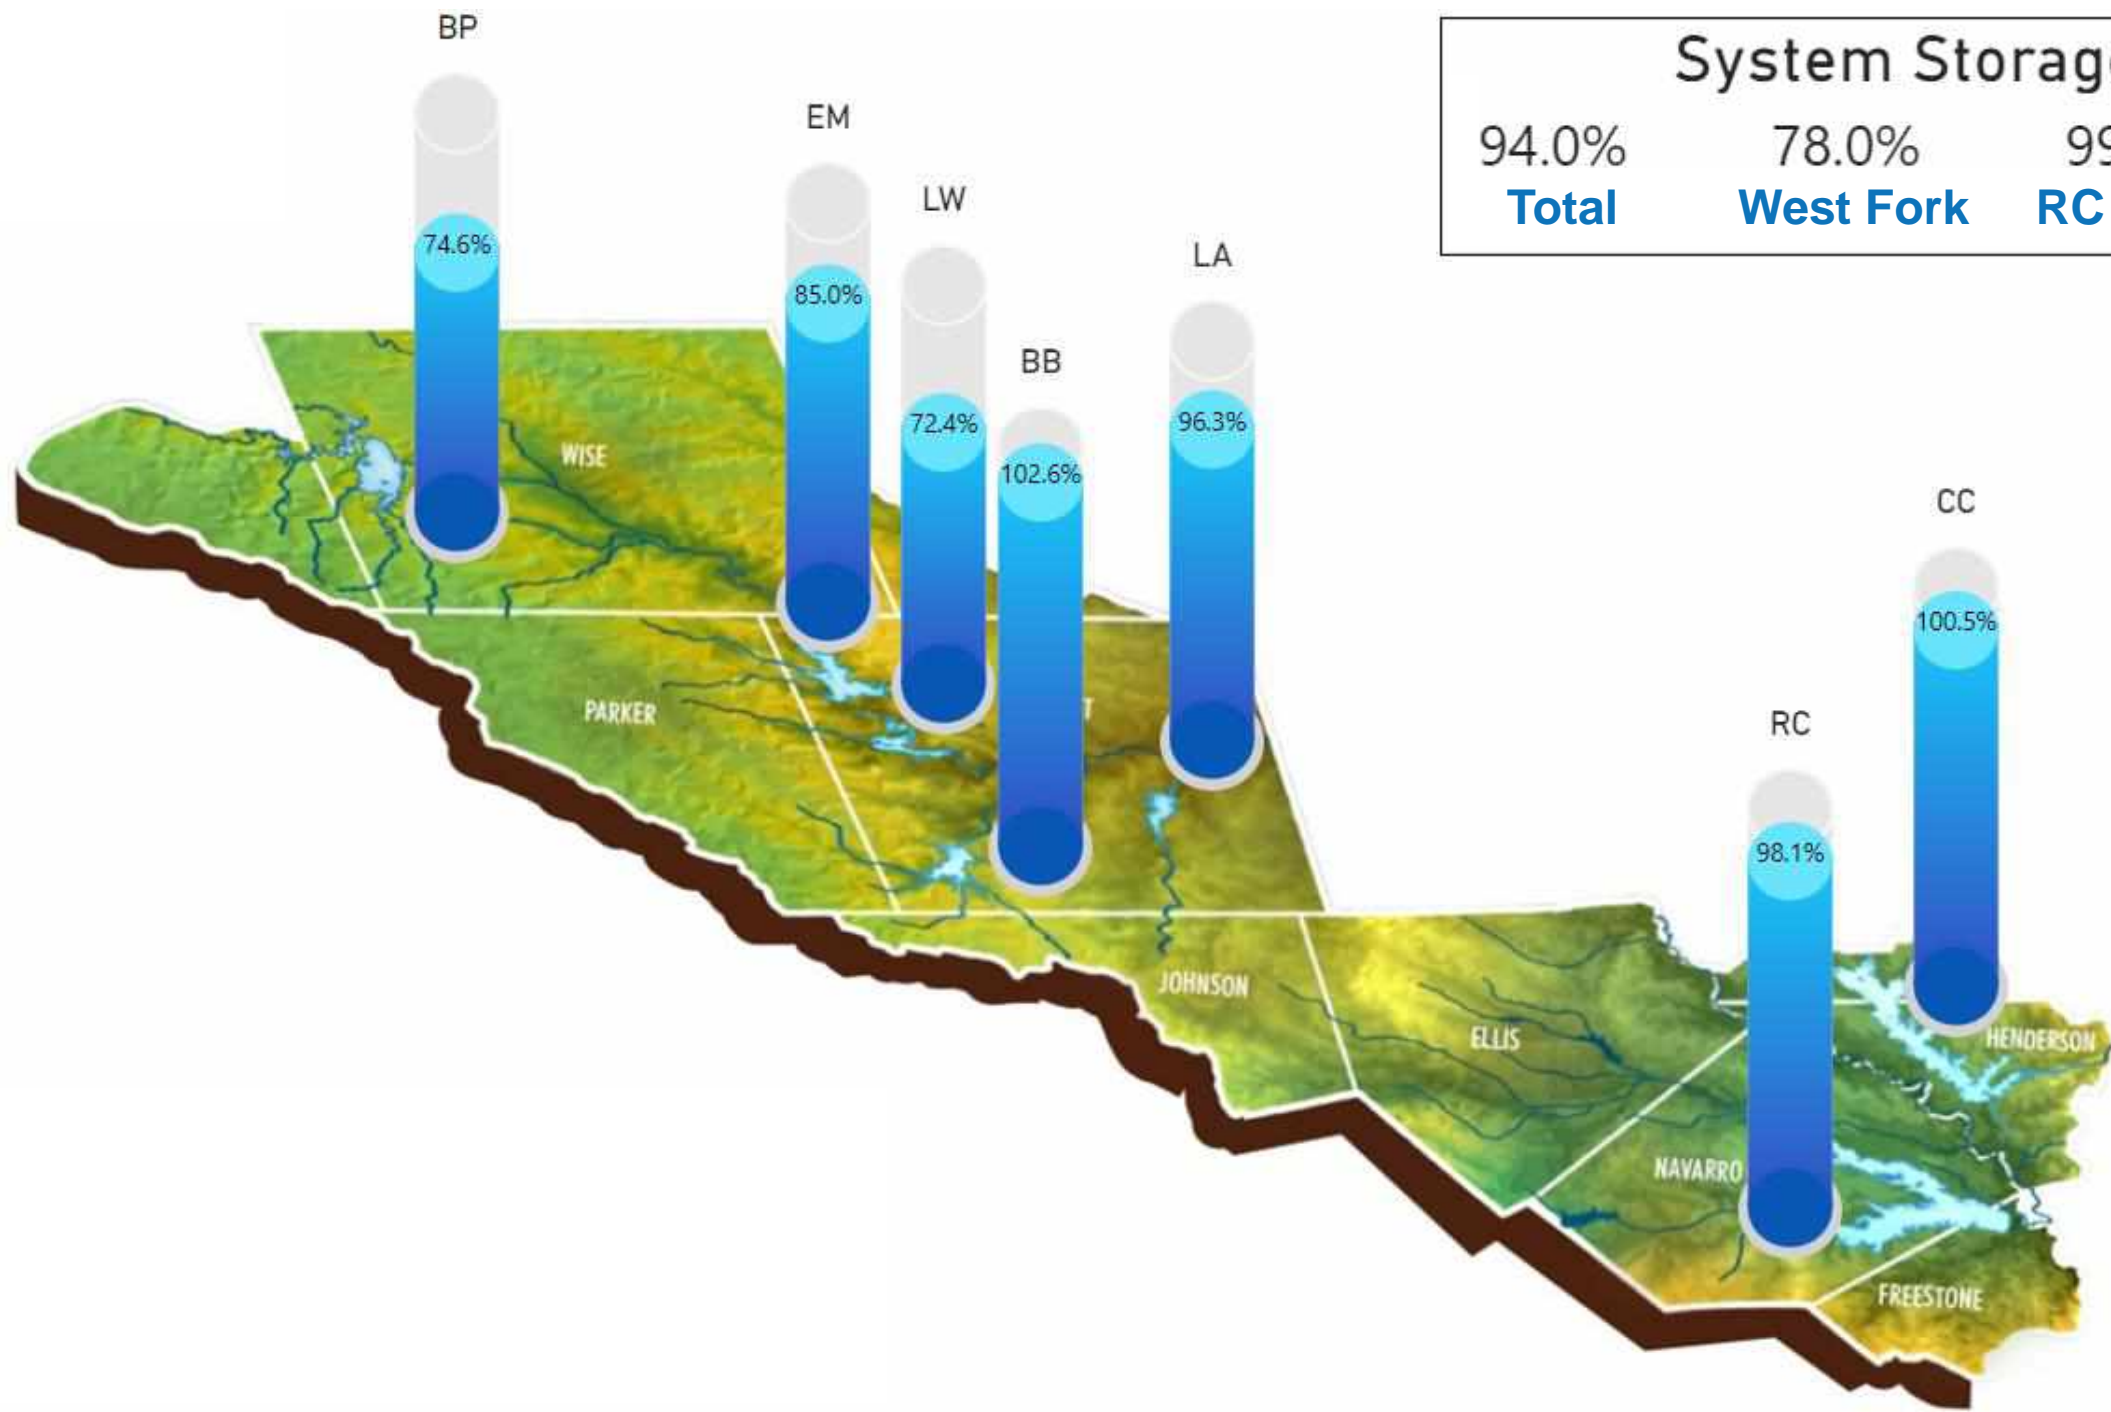 BP
EM
LW
LA
BB
CC
RC
System Storag
94.0% 78.0% 99
Total West Fork RC
74.6%
85.0%
72.4%
102.6%
96.3%
100.5%
98.1%
WISE
PARKER
T
JOHNSON
ELLIS
HENDERSON
NAVARRO
FREESTONE